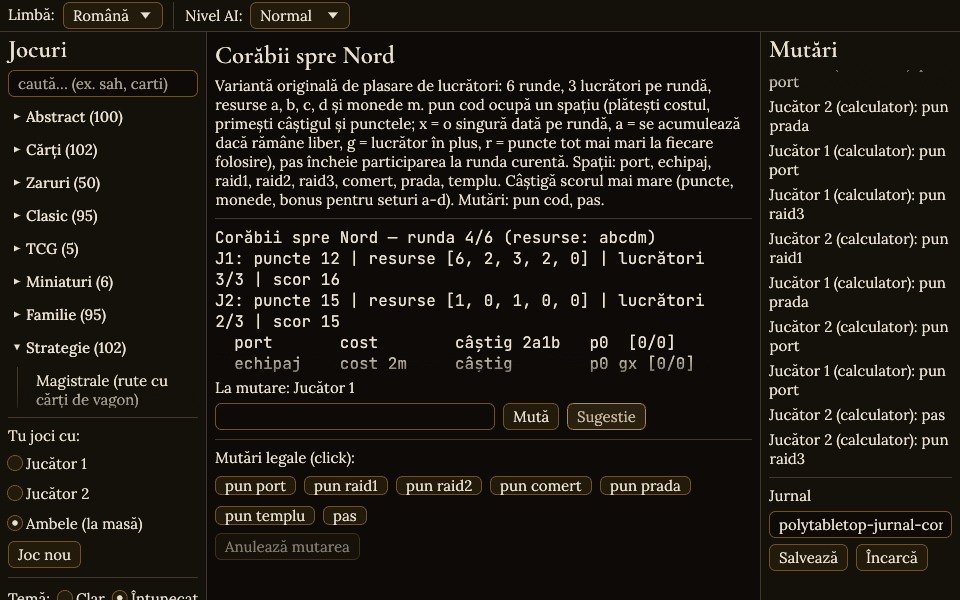 Limbă: Română ▼ Nivel AI: Normal ▼
Jocuri
caută... (ex. sah, carti)
▸ Abstract (100)
▸ Cărți (102)
▸ Zaruri (50)
▸ Clasic (95)
▸ TCG (5)
▸ Miniaturi (6)
▸ Familie (95)
▾ Strategie (102)
Magistrale (rute cu
cărți de vagon)
Tu joci cu:
Jucător 1
Jucător 2
Ambele (la masă)
Joc nou
Temă: Clar Întunecat
Corăbii spre Nord
Variantă originală de plasare de lucrători: 6 runde, 3 lucrători pe rundă,
resurse a, b, c, d și monede m. pun cod ocupă un spațiu (plătești costul,
primești câștigul și punctele; x = o singură dată pe rundă, a = se acumulează
dacă rămâne liber, g = lucrător în plus, r = puncte tot mai mari la fiecare
folosire), pas încheie participarea la runda curentă. Spații: port, echipaj,
raid1, raid2, raid3, comert, prada, templu. Câștigă scorul mai mare (puncte,
monede, bonus pentru seturi a-d). Mutări: pun cod, pas.
Corăbii spre Nord — runda 4/6 (resurse: abcdm)
J1: puncte 12 | resurse [6, 2, 3, 2, 0] | lucrători
3/3 | scor 16
J2: puncte 15 | resurse [1, 0, 1, 0, 0] | lucrători
2/3 | scor 15
port cost câștig 2a1b p0 [0/0]
echipaj cost 2m câștig p0 gx [0/0]
La mutare: Jucător 1
Mută Sugestie
Mutări legale (click):
pun port pun raid1 pun raid2 pun comert pun prada
pun templu pas
Anulează mutarea
Mutări
port
Jucător 2 (calculator): pun
prada
Jucător 1 (calculator): pun
port
Jucător 1 (calculator): pun
raid3
Jucător 2 (calculator): pun
raid1
Jucător 1 (calculator): pun
prada
Jucător 2 (calculator): pun
port
Jucător 1 (calculator): pun
port
Jucător 2 (calculator): pas
Jucător 2 (calculator): pun
raid3
Jurnal
polytabletop-jurnal-cor
Salvează Încarcă